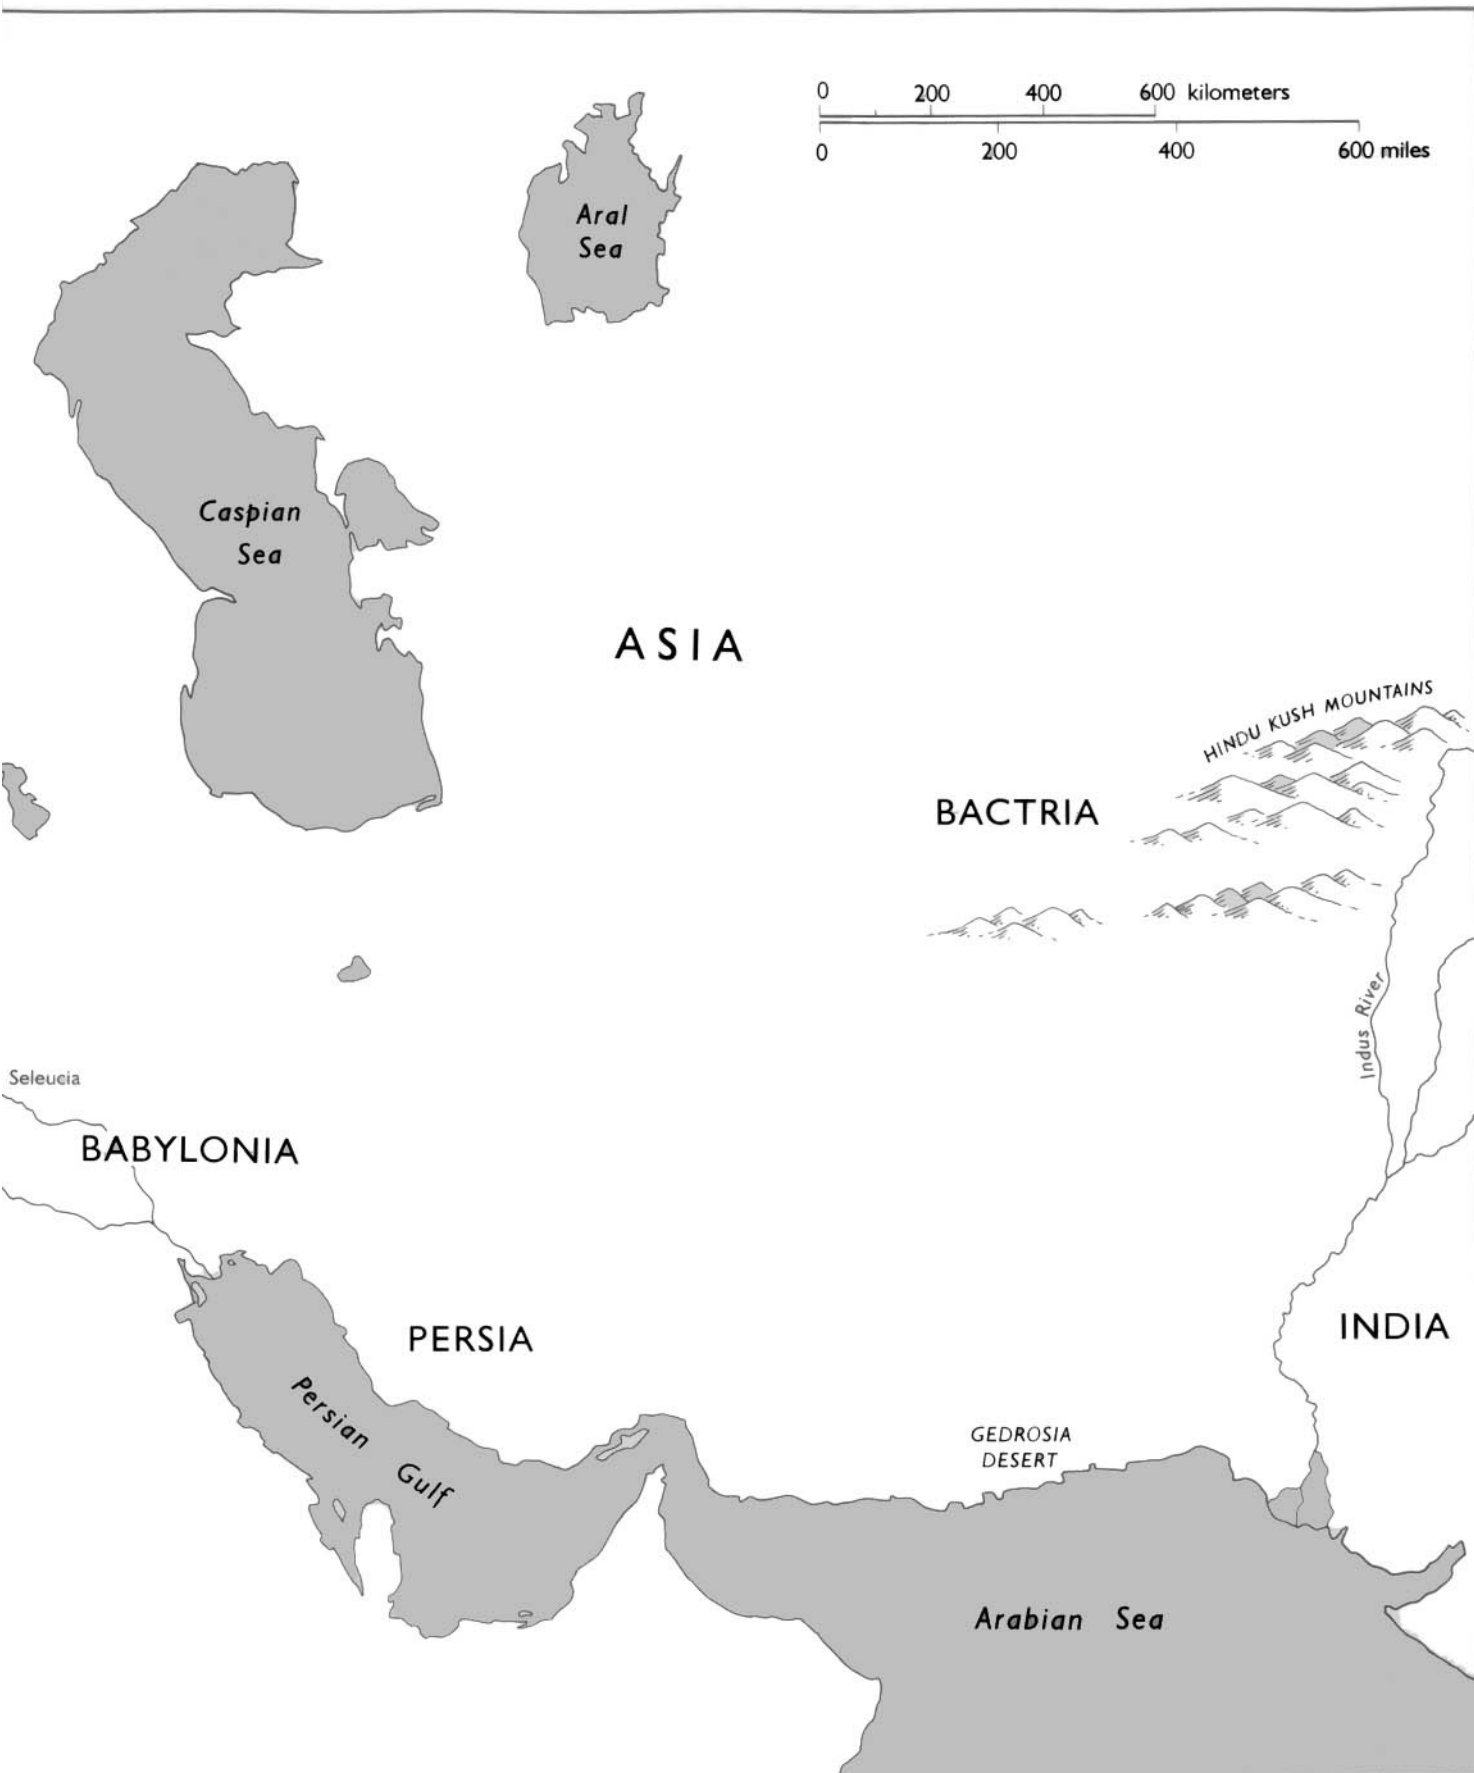 0 200 400 600 kilometers
0 200 400 600 miles
Aral
Sea
Caspian
Sea
ASIA
HINDU KUSH MOUNTAINS
BACTRIA
Indus River
Seleucia
BABYLONIA
PERSIA
INDIA
Persian
Gulf
GEDROSIA
DESERT
Arabian Sea